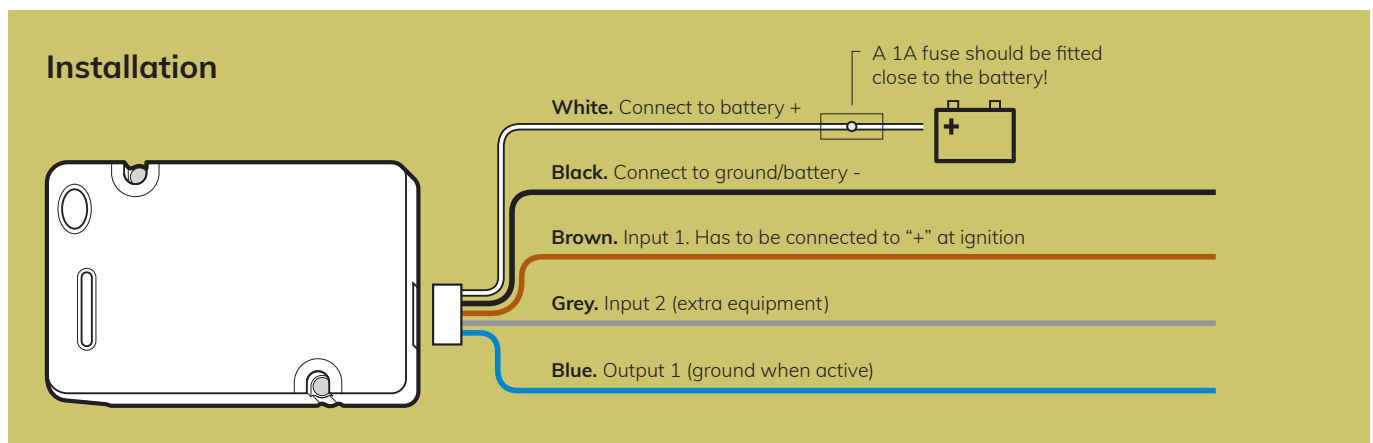 Installation
A 1A fuse should be fitted
close to the battery!
White. Connect to battery +
+
Black. Connect to ground/battery -
Brown. Input 1. Has to be connected to “+” at ignition
Grey. Input 2 (extra equipment)
Blue. Output 1 (ground when active)